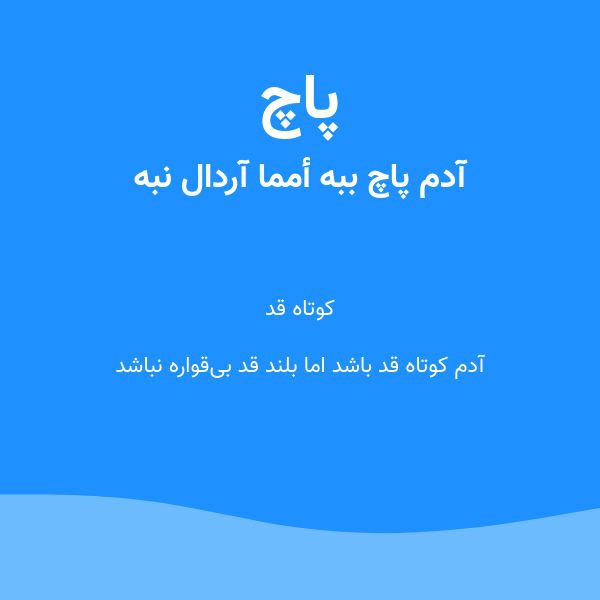 پاچ
آدم پاچ ببه أمما آردال نبه
کوتاه قد
آدم کوتاه قد باشد اما بلند قد بی‌قواره نباشد